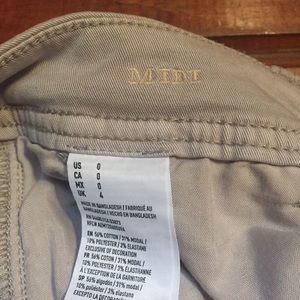 MIDI
US 0
CA 0
MX 0
UK 4
MADE IN BANGLADESH / FABRIQUÉ AU
BANGLADESH / HECHO EN BANGLADESH
EN 56% COTTON / 31% MODAL /
10% POLYESTER / 3% ELASTANE
EXCLUSIVE OF DECORATION
FR 56% COTON / 31% MODAL /
10% POLYESTER / 3% ÉLASTHANNE
À L'EXCEPTION DE LA GARNITURE
SP 56% ALGODÓN / 31% MODAL /
10% POLIÉSTER / 3% ELASTANO
EXCEPTO LA